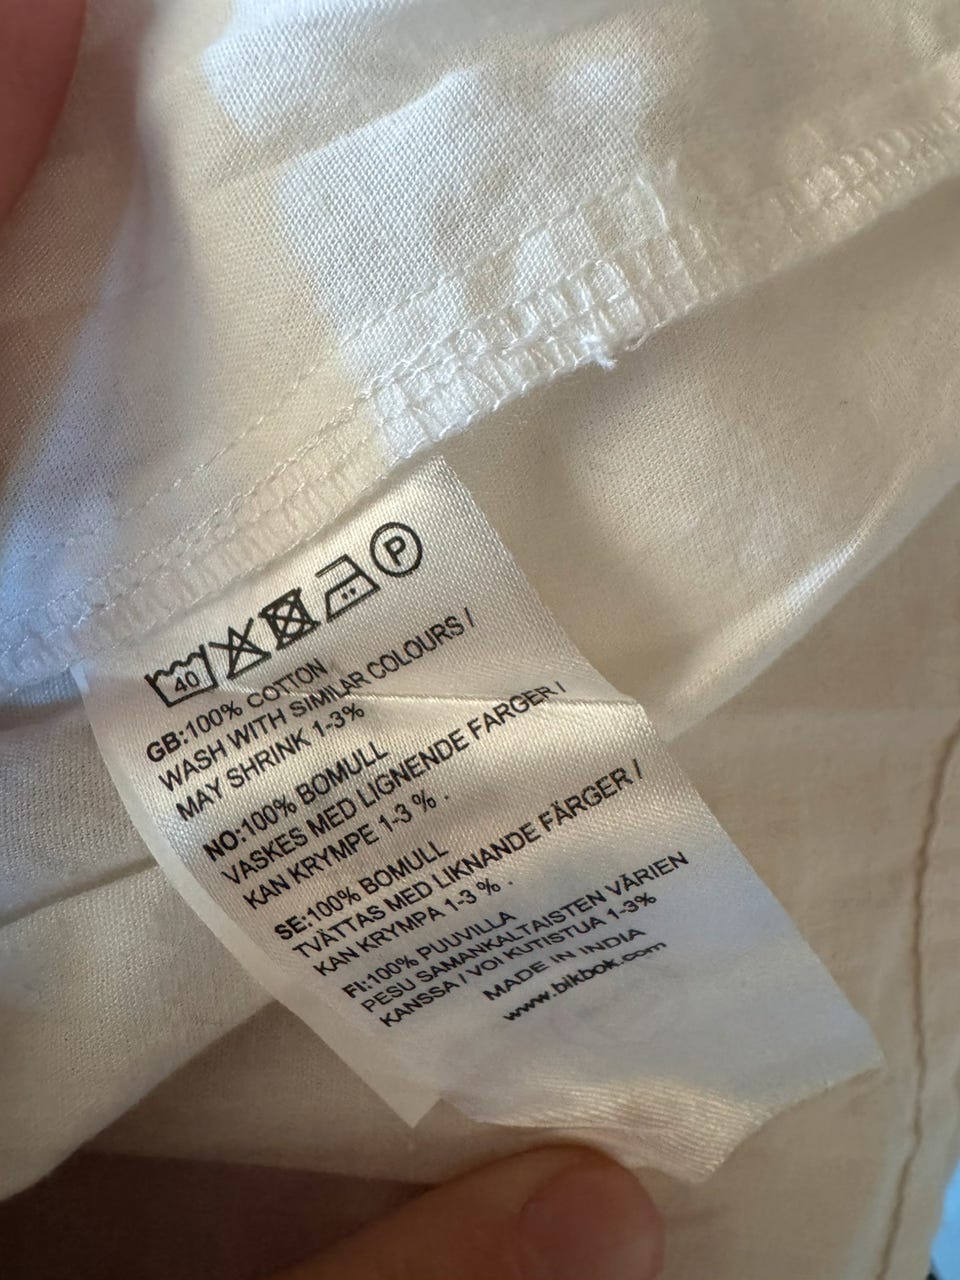 40 P
GB:100% COTTON
WASH WITH SIMILAR COLOURS /
MAY SHRINK 1-3%
NO:100% BOMULL
VASKES MED LIGNENDE FARGER /
KAN KRYMPE 1-3 % .
SE:100% BOMULL
TVÄTTAS MED LIKNANDE FÄRGER /
KAN KRYMPA 1-3 % .
FI:100% PUUVILLA
PESU SAMANKALTAISTEN VÄRIEN
KANSSA / VOI KUTISTUA 1-3%
MADE IN INDIA
www.bikbok.com